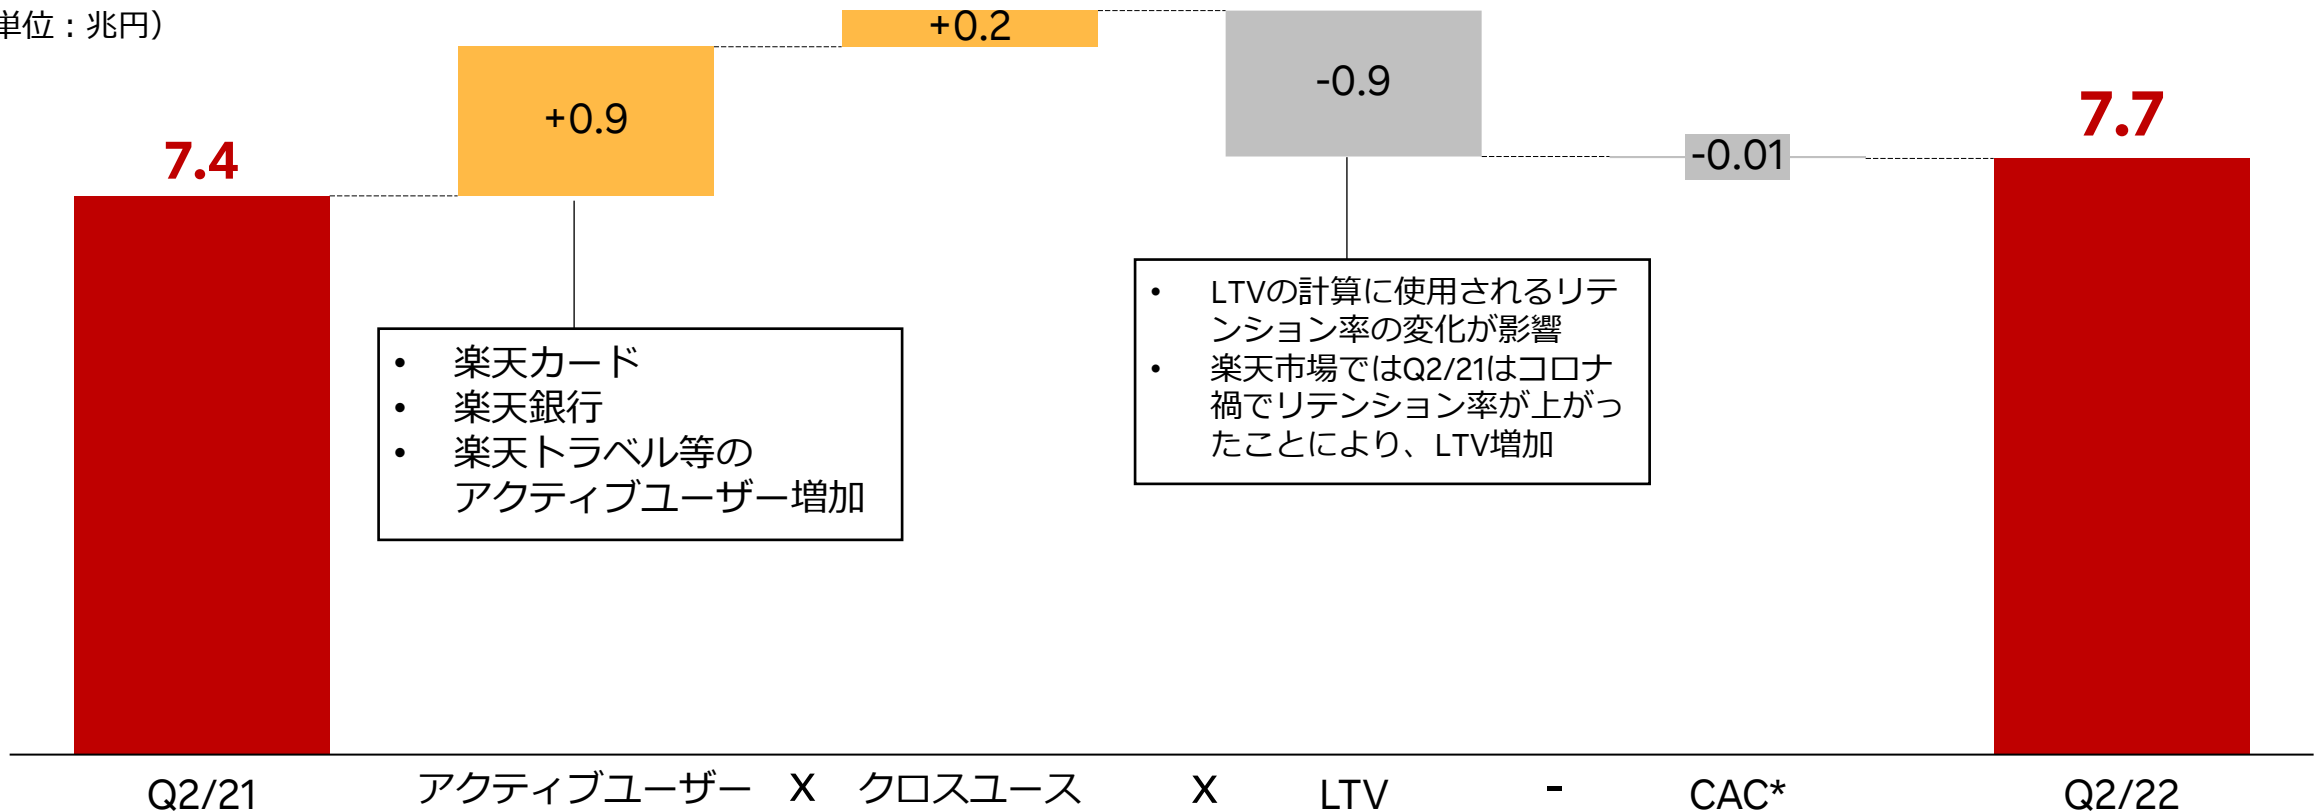 単位：兆円）
+0.2
-0.9
+0.9
7.4
-0.01
7.7
• 楽天カード
• 楽天銀行
• 楽天トラベル等の
アクティブユーザー増加
• LTVの計算に使用されるリテ
ンション率の変化が影響
• 楽天市場ではQ2/21はコロナ
禍でリテンション率が上がっ
たことにより、LTV増加
Q2/21 アクティブユーザー x クロスユース x LTV - CAC* Q2/22